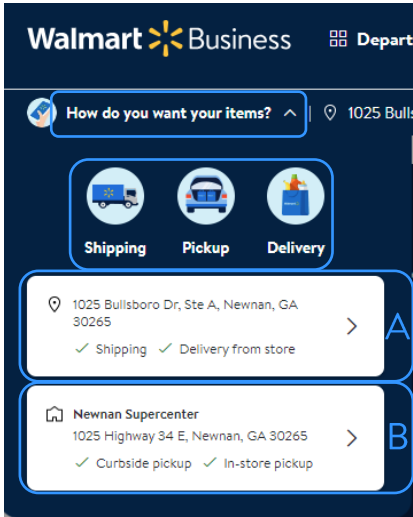 Walmart Business Depart
How do you want your items? | 1025 Bulls
Shipping Pickup Delivery
1025 Bullsboro Dr, Ste A, Newnan, GA
30265
Shipping Delivery from store
A
Newnan Supercenter
1025 Highway 34 E, Newnan, GA 30265
Curbside pickup In-store pickup
B